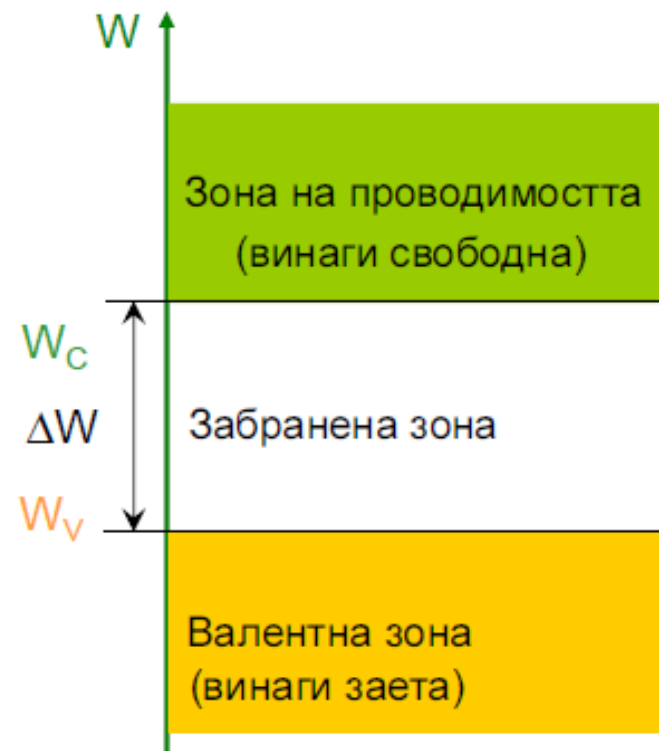 W
Зона на проводимостта
(винаги свободна)
W_C
ΔW
Забранена зона
W_V
Валентна зона
(винаги заета)